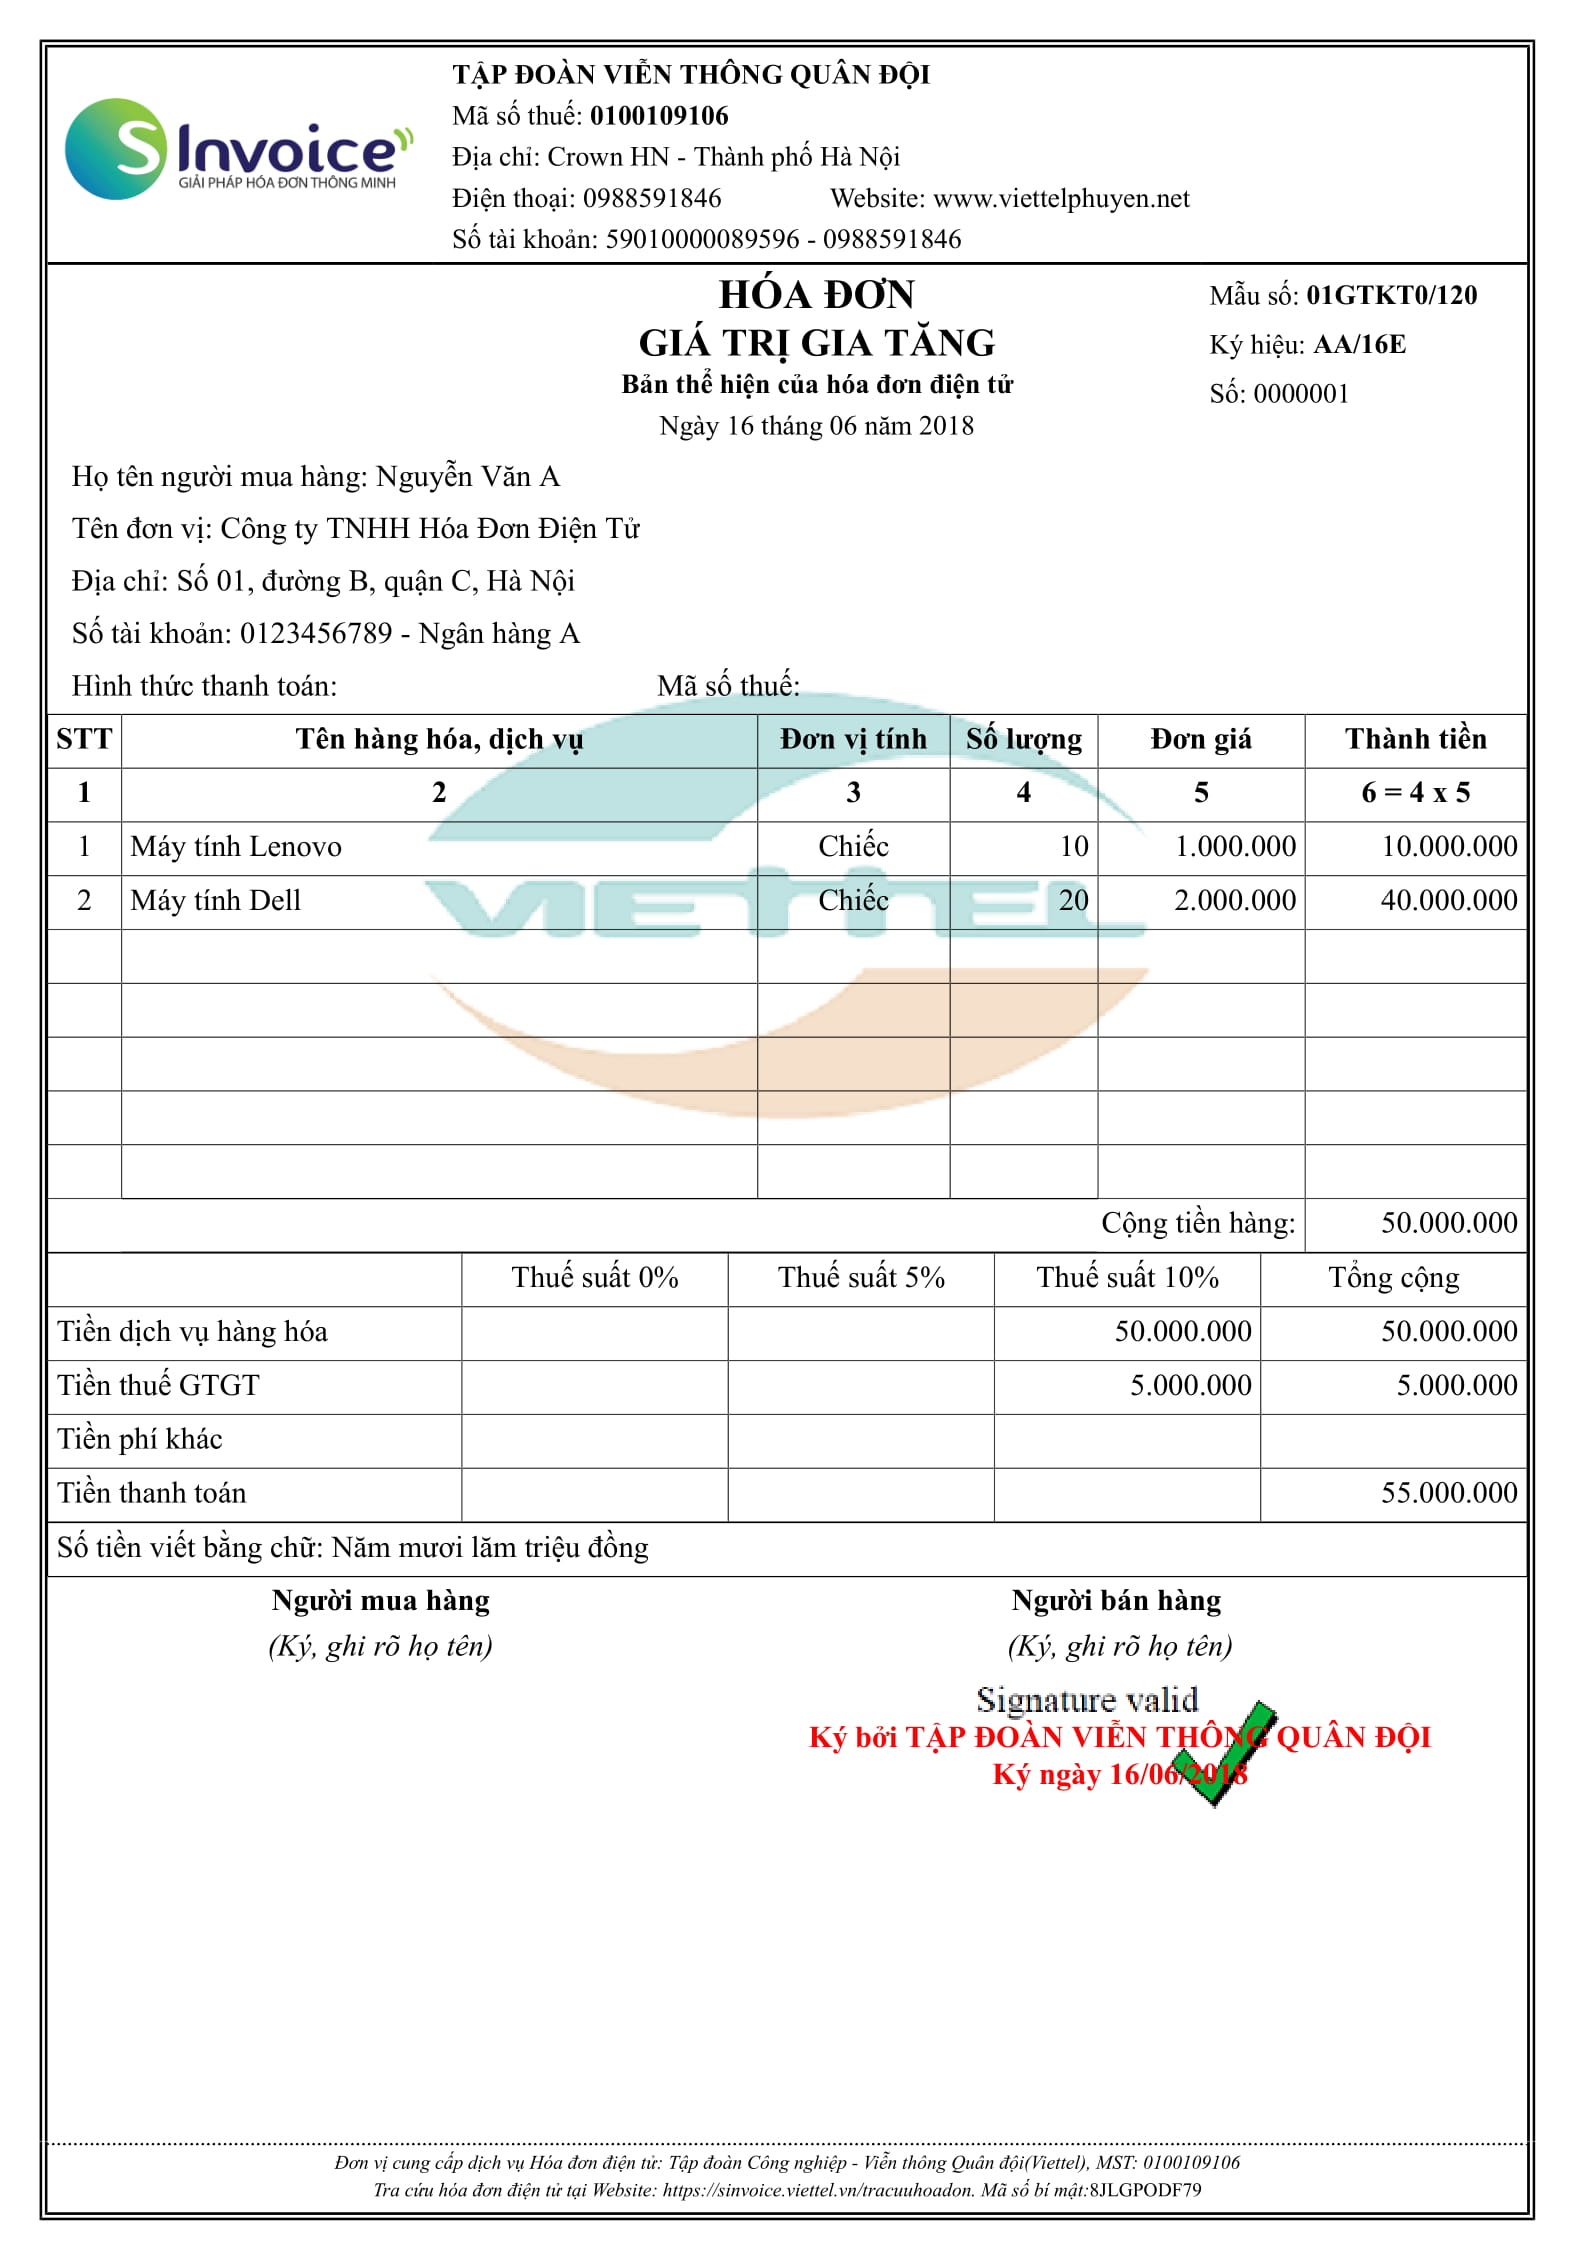 TẬP ĐOÀN VIỄN THÔNG QUÂN ĐỘI
S Invoice
GIẢI PHÁP HÓA ĐƠN THÔNG MINH
Mã số thuế: 0100109106
Địa chỉ: Crown HN - Thành phố Hà Nội
Điện thoại: 0988591846 Website: www.viettelphuyen.net
Số tài khoản: 59010000089596 - 0988591846
HÓA ĐƠN
GIÁ TRỊ GIA TĂNG
Bản thể hiện của hóa đơn điện tử
Ngày 16 tháng 06 năm 2018
Mẫu số: 01GTKT0/120
Ký hiệu: AA/16E
Số: 0000001
Họ tên người mua hàng: Nguyễn Văn A
Tên đơn vị: Công ty TNHH Hóa Đơn Điện Tử
Địa chỉ: Số 01, đường B, quận C, Hà Nội
Số tài khoản: 0123456789 - Ngân hàng A
Hình thức thanh toán: Mã số thuế:
STT Tên hàng hóa, dịch vụ Đơn vị tính Số lượng Đơn giá Thành tiền
1 2 3 4 5 6 = 4 x 5
1 Máy tính Lenovo Chiếc 10 1.000.000 10.000.000
2 Máy tính Dell Chiếc 20 2.000.000 40.000.000
VIETTEL
Cộng tiền hàng: 50.000.000
Thuế suất 0% Thuế suất 5% Thuế suất 10% Tổng cộng
Tiền dịch vụ hàng hóa 50.000.000 50.000.000
Tiền thuế GTGT 5.000.000 5.000.000
Tiền phí khác
Tiền thanh toán 55.000.000
Số tiền viết bằng chữ: Năm mươi lăm triệu đồng
Người mua hàng Người bán hàng
(Ký, ghi rõ họ tên) (Ký, ghi rõ họ tên)
Signature valid
Ký bởi TẬP ĐOÀN VIỄN THÔNG QUÂN ĐỘI
Ký ngày 16/06/2018
Đơn vị cung cấp dịch vụ Hóa đơn điện tử: Tập đoàn Công nghiệp - Viễn thông Quân đội(Viettel), MST: 0100109106
Tra cứu hóa đơn điện tử tại Website: https://sinvoice.viettel.vn/tracuuhoadon. Mã số bí mật:8JLGPODF79